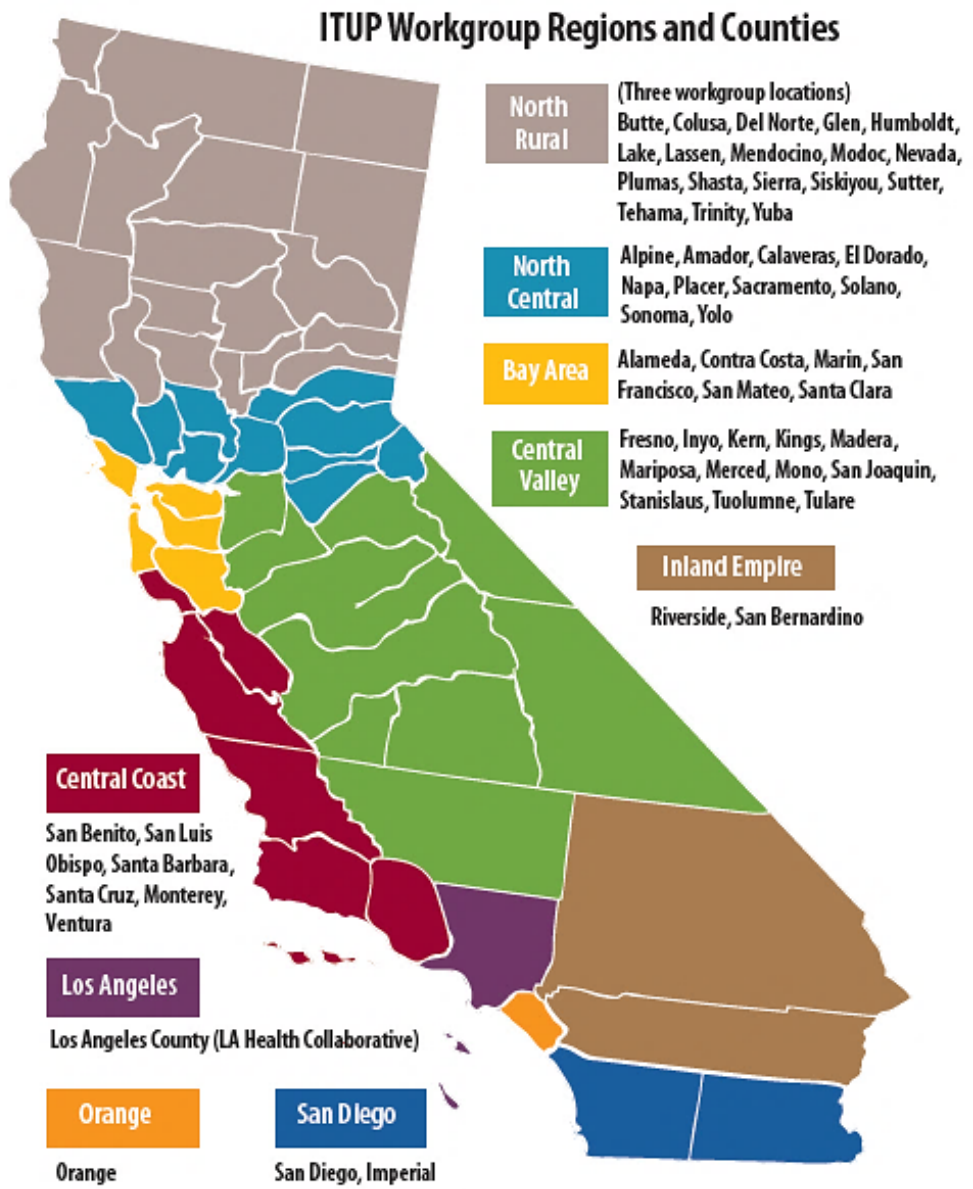 ITUP Workgroup Regions and Counties
North
Rural
(Three workgroup locations)
Butte, Colusa, Del Norte, Glen, Humboldt,
Lake, Lassen, Mendocino, Modoc, Nevada,
Plumas, Shasta, Sierra, Siskiyou, Sutter,
Tehama, Trinity, Yuba
North
Central
Alpine, Amador, Calaveras, El Dorado,
Napa, Placer, Sacramento, Solano,
Sonoma, Yolo
Bay Area
Alameda, Contra Costa, Marin, San
Francisco, San Mateo, Santa Clara
Central
Valley
Fresno, Inyo, Kern, Kings, Madera,
Mariposa, Merced, Mono, San Joaquin,
Stanislaus, Tuolumne, Tulare
Inland Empire
Riverside, San Bernardino
Central Coast
San Benito, San Luis
Obispo, Santa Barbara,
Santa Cruz, Monterey,
Ventura
Los Angeles
Los Angeles County (LA Health Collaborative)
Orange
Orange
San Diego
San Diego, Imperial